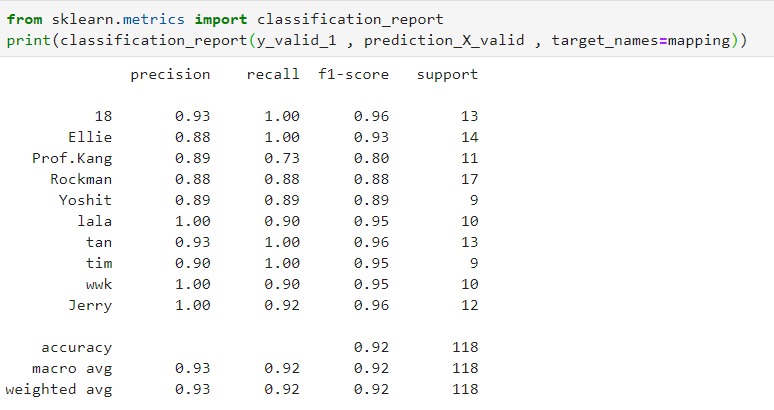 from sklearn.metrics import classification_report
print(classification_report(y_valid_1 , prediction_X_valid , target_names=mapping))
precision recall f1-score support
18 0.93 1.00 0.96 13
Ellie 0.88 1.00 0.93 14
Prof.Kang 0.89 0.73 0.80 11
Rockman 0.88 0.88 0.88 17
Yoshit 0.89 0.89 0.89 9
lala 1.00 0.90 0.95 10
tan 0.93 1.00 0.96 13
tim 0.90 1.00 0.95 9
wwk 1.00 0.90 0.95 10
Jerry 1.00 0.92 0.96 12
accuracy 0.92 118
macro avg 0.93 0.92 0.92 118
weighted avg 0.93 0.92 0.92 118